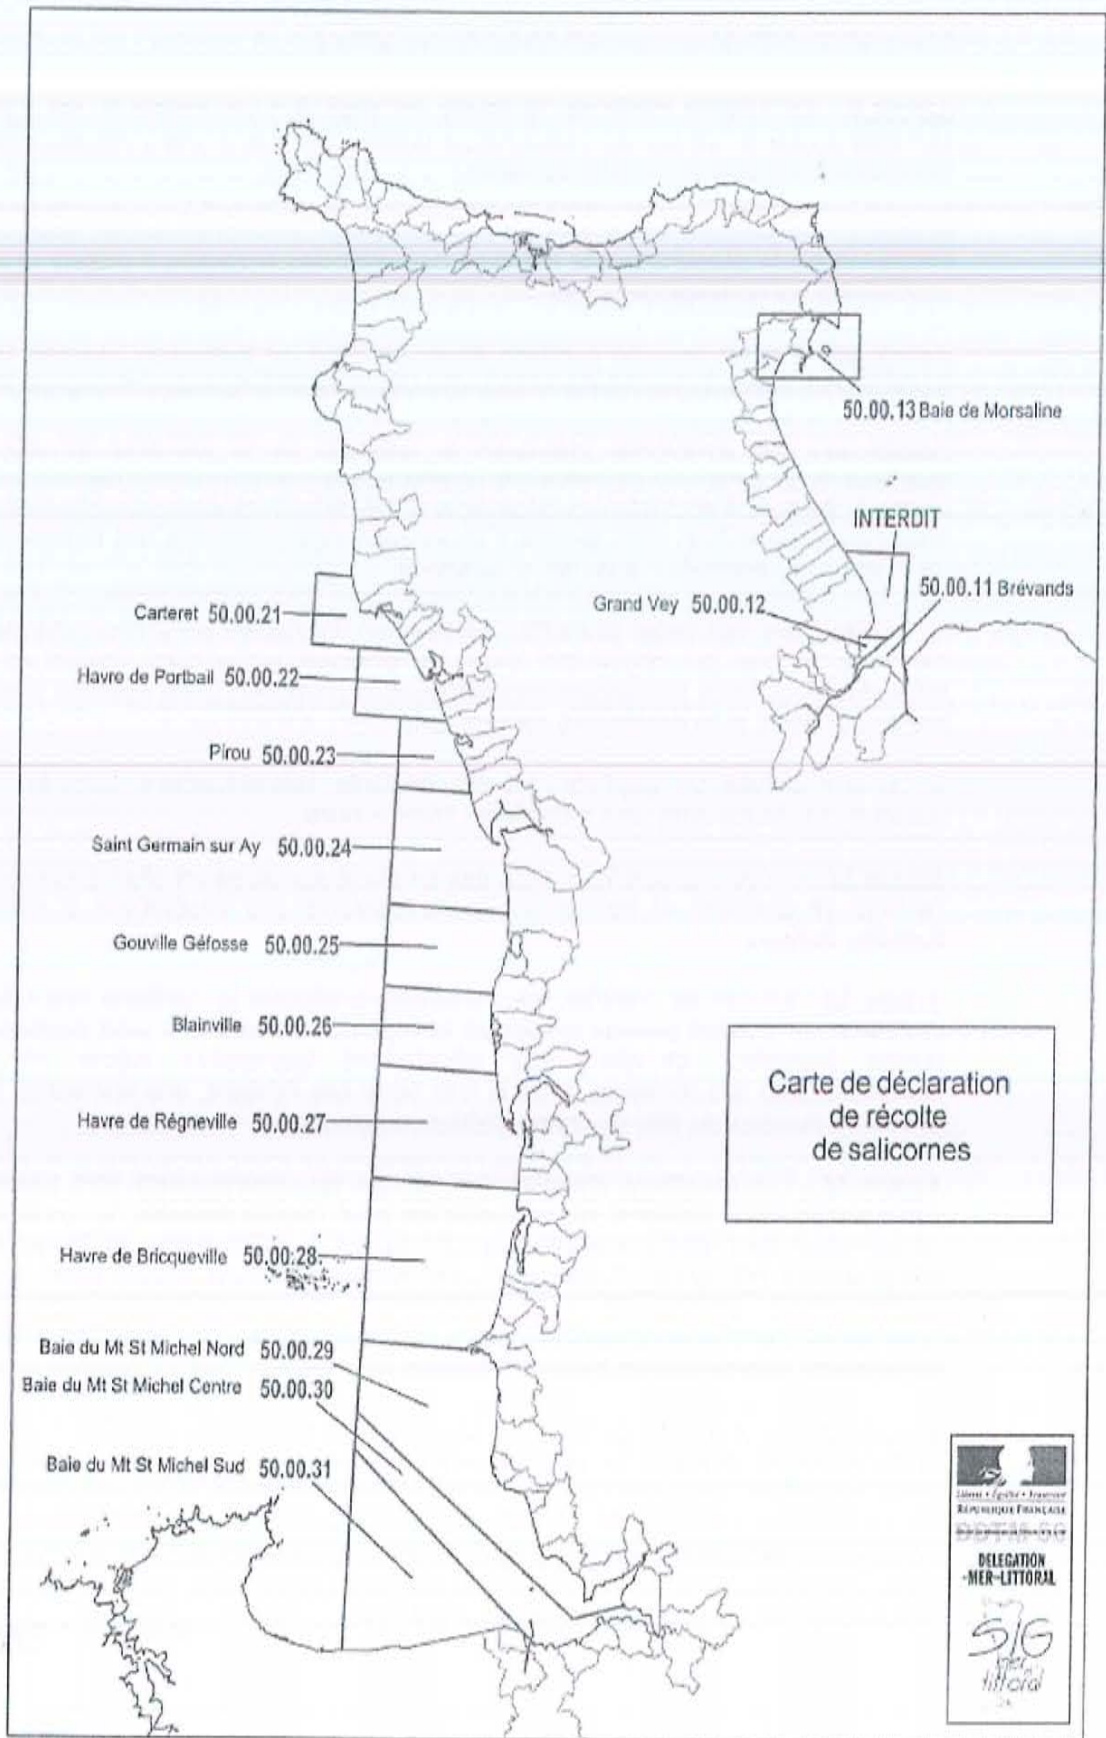 50.00.13 Baie de Morsaline
INTERDIT
50.00.11 Brévands
Grand Vey 50.00.12
Carteret 50.00.21
Havre de Portbail 50.00.22
Pirou 50.00.23
Saint Germain sur Ay 50.00.24
Gouville Géfosse 50.00.25
Blainville 50.00.26
Havre de Régneville 50.00.27
Havre de Bricqueville 50.00.28
Baie du Mt St Michel Nord 50.00.29
Baie du Mt St Michel Centre 50.00.30
Baie du Mt St Michel Sud 50.00.31
Carte de déclaration
de récolte
de salicornes
Liberté • Égalité • Fraternité
RÉPUBLIQUE FRANÇAISE
DDTM 50
DELEGATION
-MER-LITTORAL
SIG
littoral